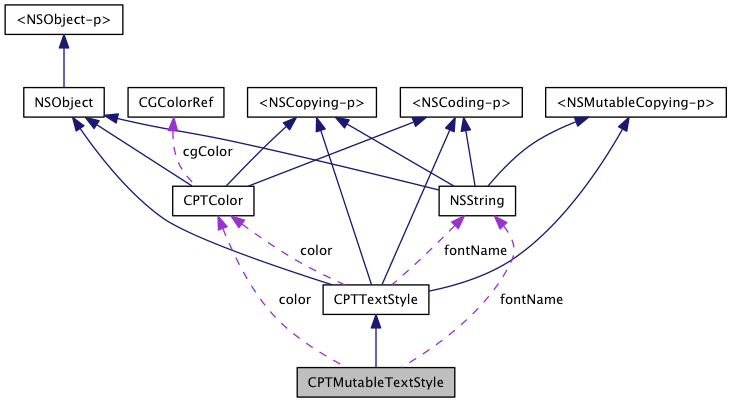 <NSObject-p>
NSObject
CGColorRef
<NSCopying-p>
<NSCoding-p>
<NSMutableCopying-p>
cgColor
CPTColor
NSString
color
fontName
CPTTextStyle
color
fontName
CPTMutableTextStyle